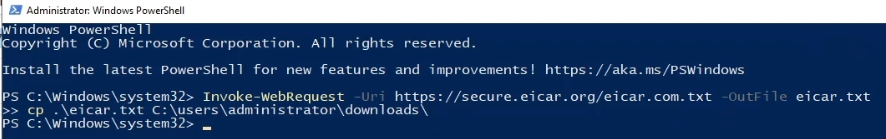 Administrator: Windows PowerShell
Windows PowerShell
Copyright (C) Microsoft Corporation. All rights reserved.
Install the latest PowerShell for new features and improvements! https://aka.ms/PSWindows
PS C:\Windows\system32> Invoke-WebRequest -Uri https://secure.eicar.org/eicar.com.txt -OutFile eicar.txt
>> cp .\eicar.txt C:\users\administrator\downloads\
PS C:\Windows\system32> _